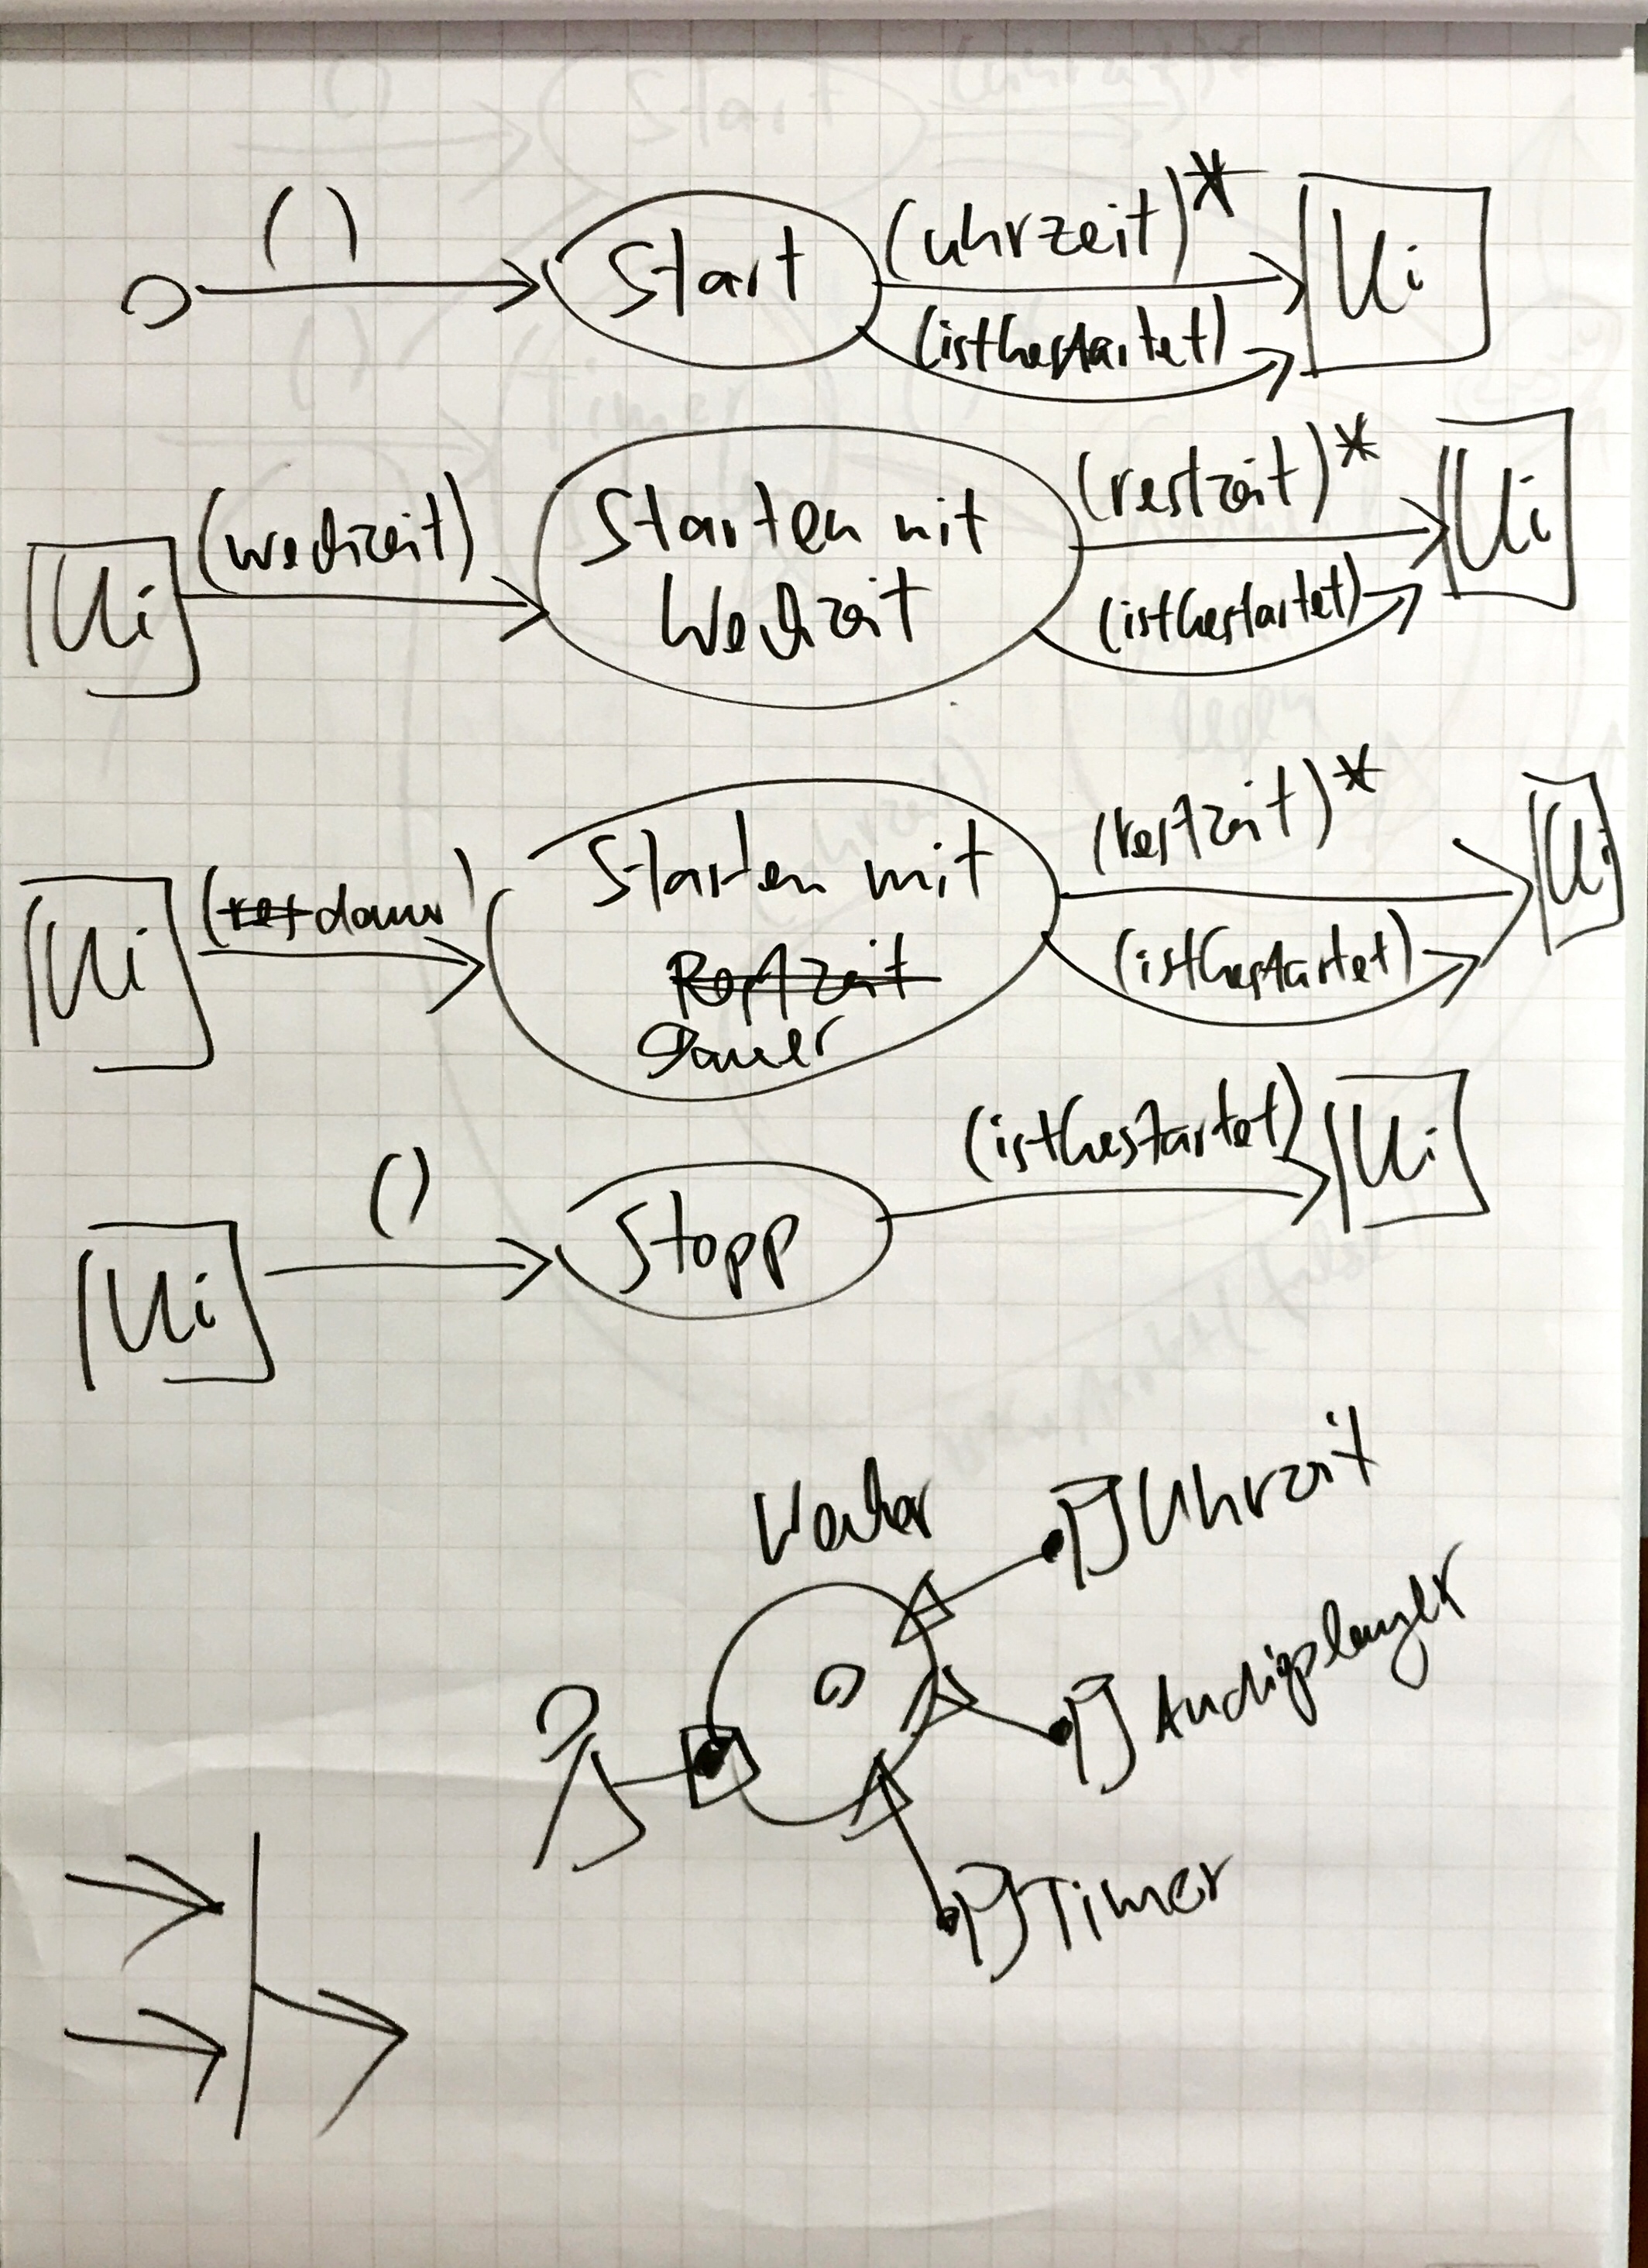 () Start (uhrzeit)* Ui
(istGestartet)
Ui (weckzeit) Starten mit (restzeit)* Ui
Weckzeit (istGestartet)
Ui (dauer) Starten mit (restzeit)* Ui
Restzeit (istGestartet)
Dauer
Ui () Stopp (istGestartet) Ui
Wecker
Uhrzeit
Audioplayer
Timer